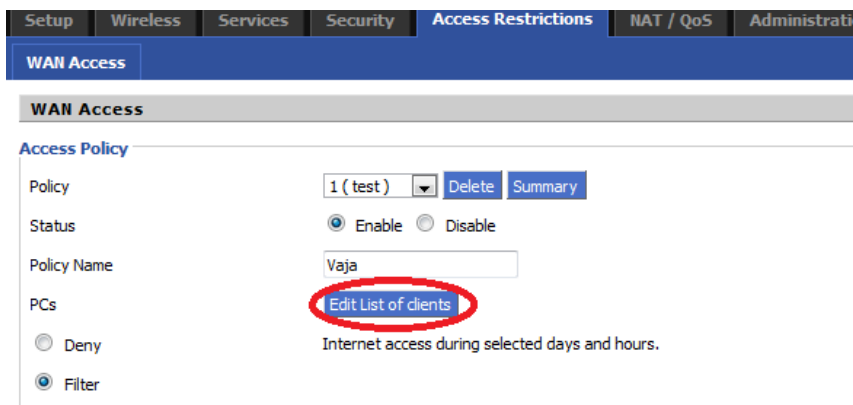 Setup Wireless Services Security Access Restrictions NAT / QoS Administrati
WAN Access
WAN Access
Access Policy
Policy 1 ( test ) Delete Summary
Status Enable Disable
Policy Name Vaja
PCs Edit List of clients
Deny Internet access during selected days and hours.
Filter